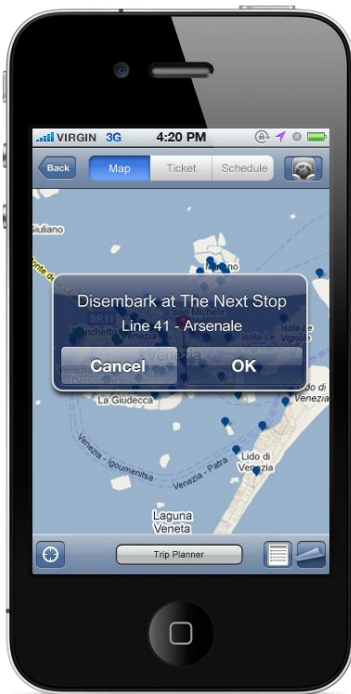 VIRGIN 3G 4:20 PM
Back Map Ticket Schedule
Disembark at The Next Stop
Line 41 - Arsenale
Cancel OK
La Giudecca
Venezia - Igoumenitsa
Venezia - Patra
Lido di
Venezia
Laguna
Veneta
Trip Planner